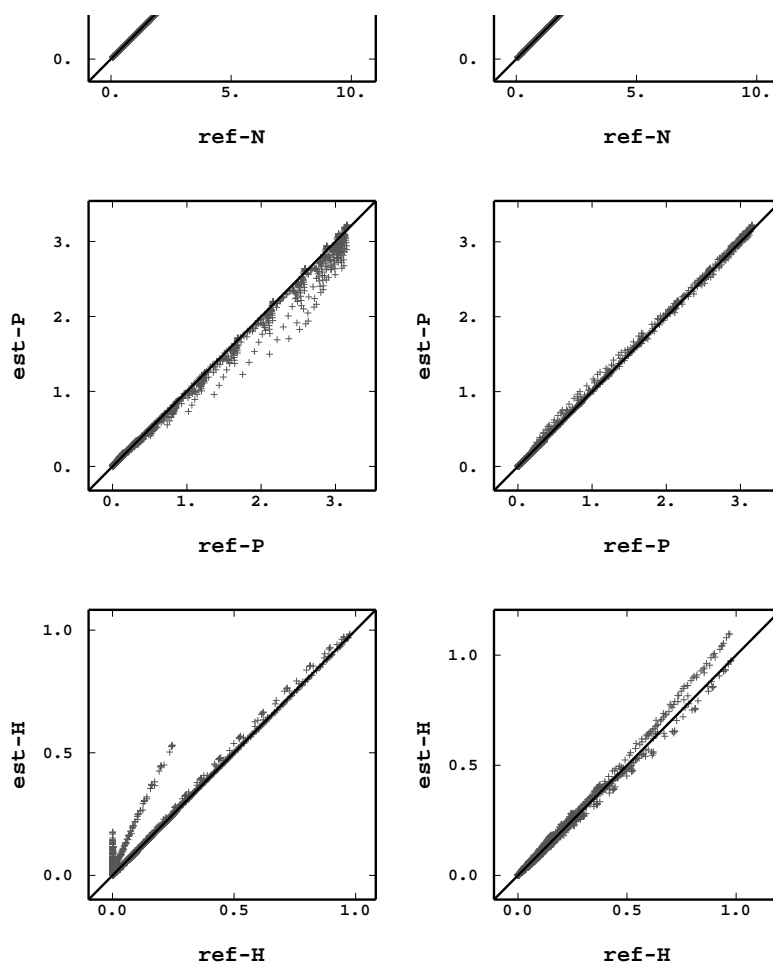 0. 0.
0. 5. 10. 0. 5. 10.
ref-N ref-N
3. 3.
2. 2.
est-P est-P
1. 1.
0. 0.
0. 1. 2. 3. 0. 1. 2. 3.
ref-P ref-P
1.0 1.0
est-H est-H
0.5 0.5
0.0 0.0
0.0 0.5 1.0 0.0 0.5 1.0
ref-H ref-H